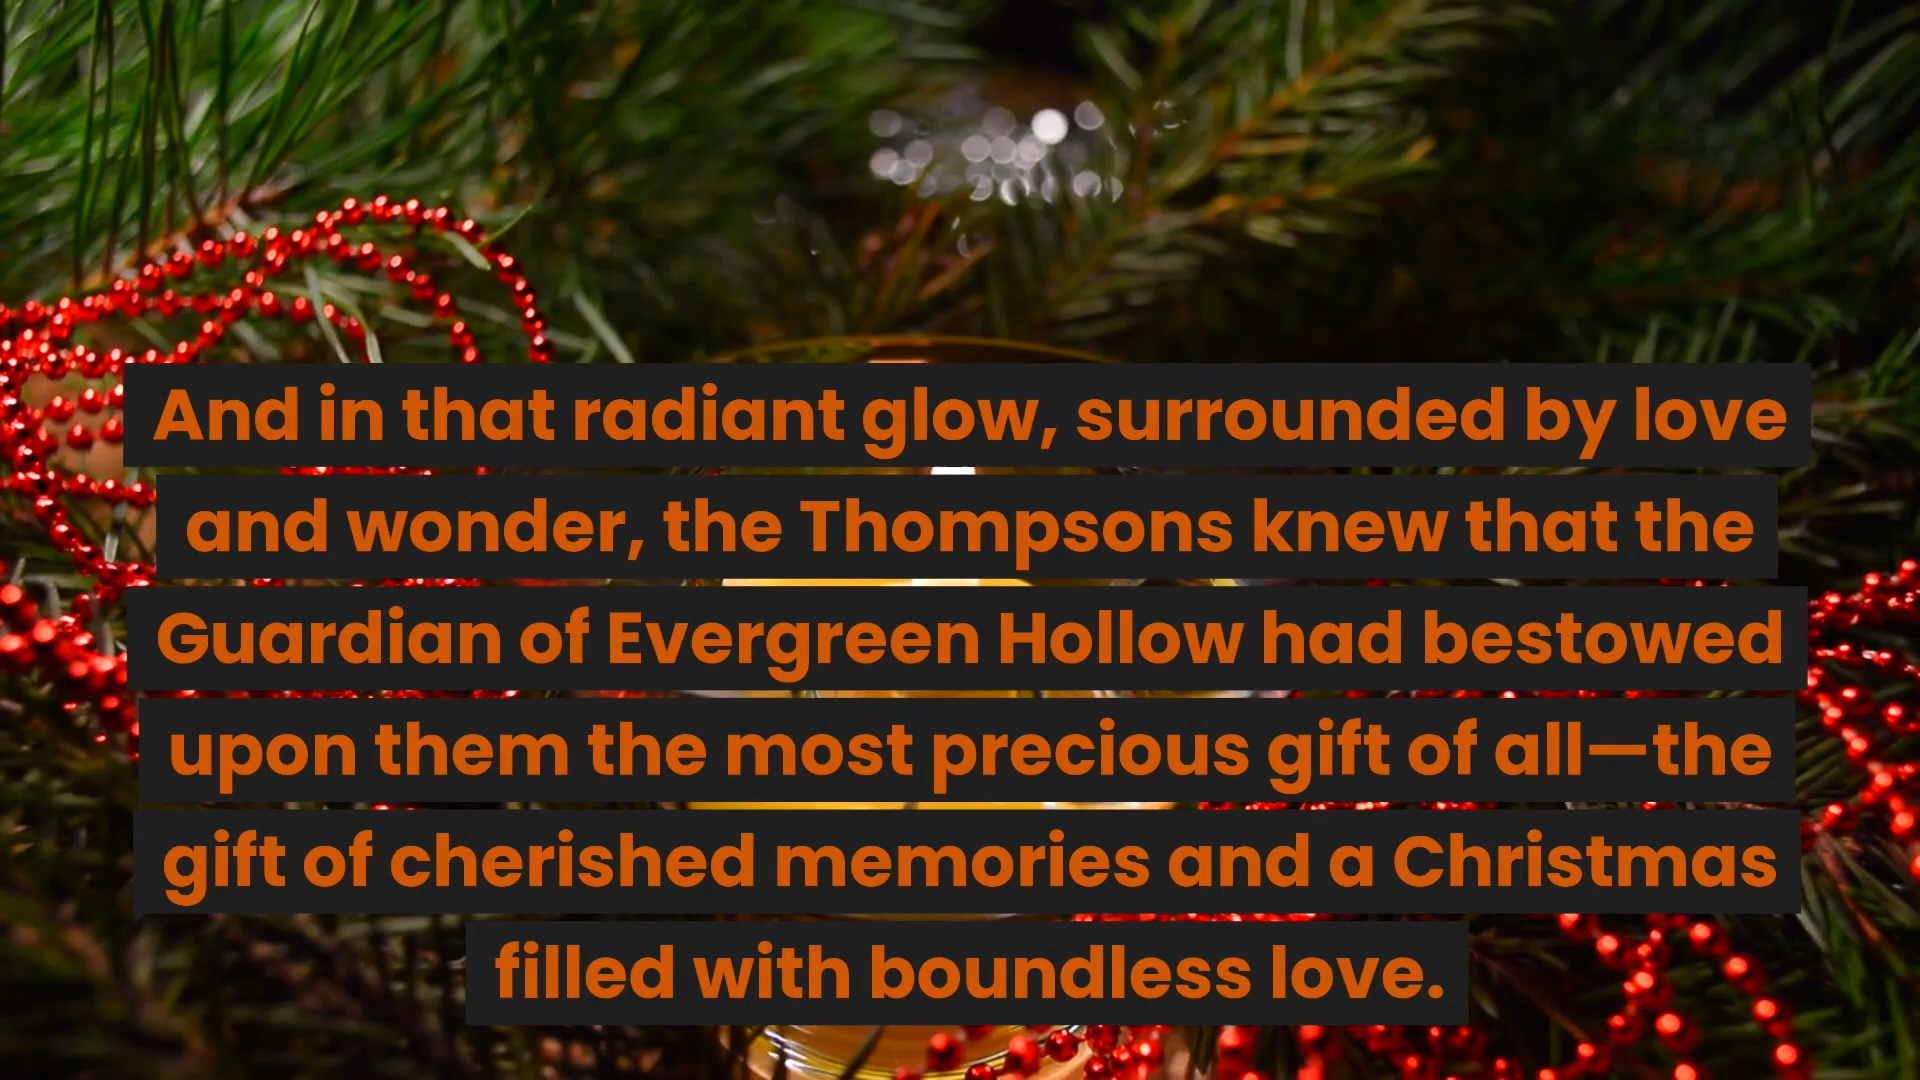 And in that radiant glow, surrounded by love
and wonder, the Thompsons knew that the
Guardian of Evergreen Hollow had bestowed
upon them the most precious gift of all—the
gift of cherished memories and a Christmas
filled with boundless love.